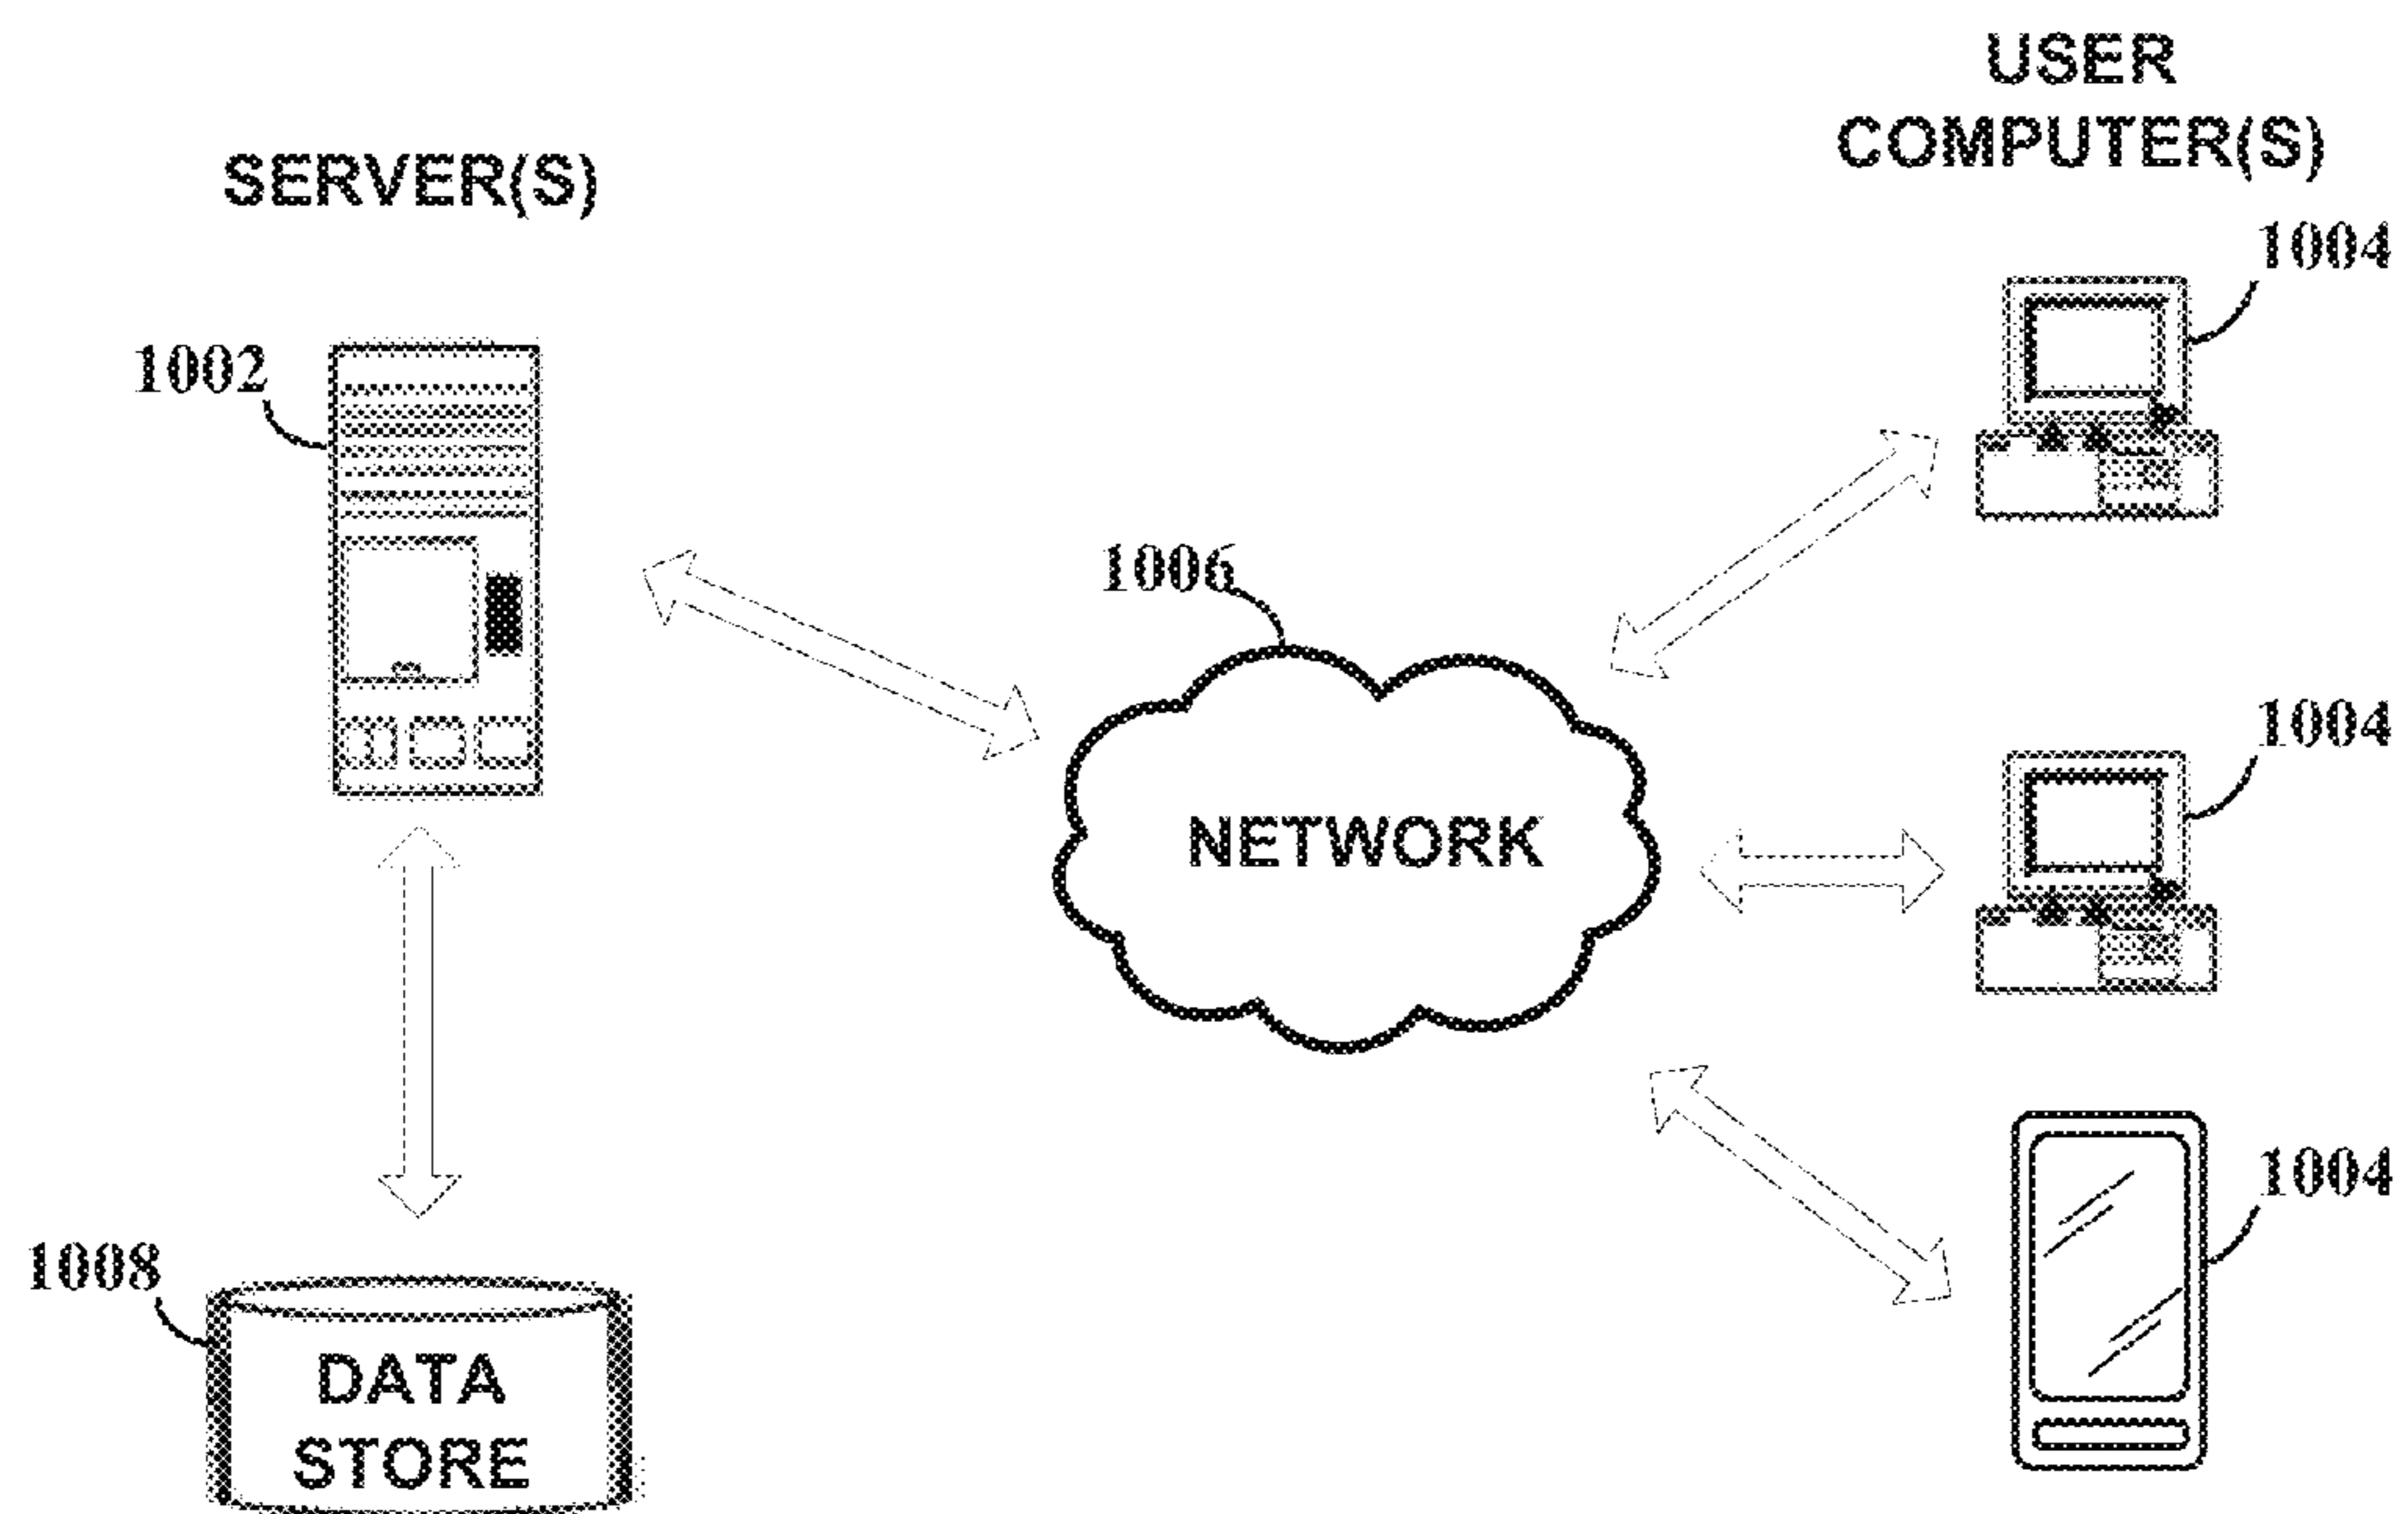 USER
COMPUTER(S)
SERVER(S)
1004
1002
1006
1004
NETWORK
1004
1008
DATA
STORE